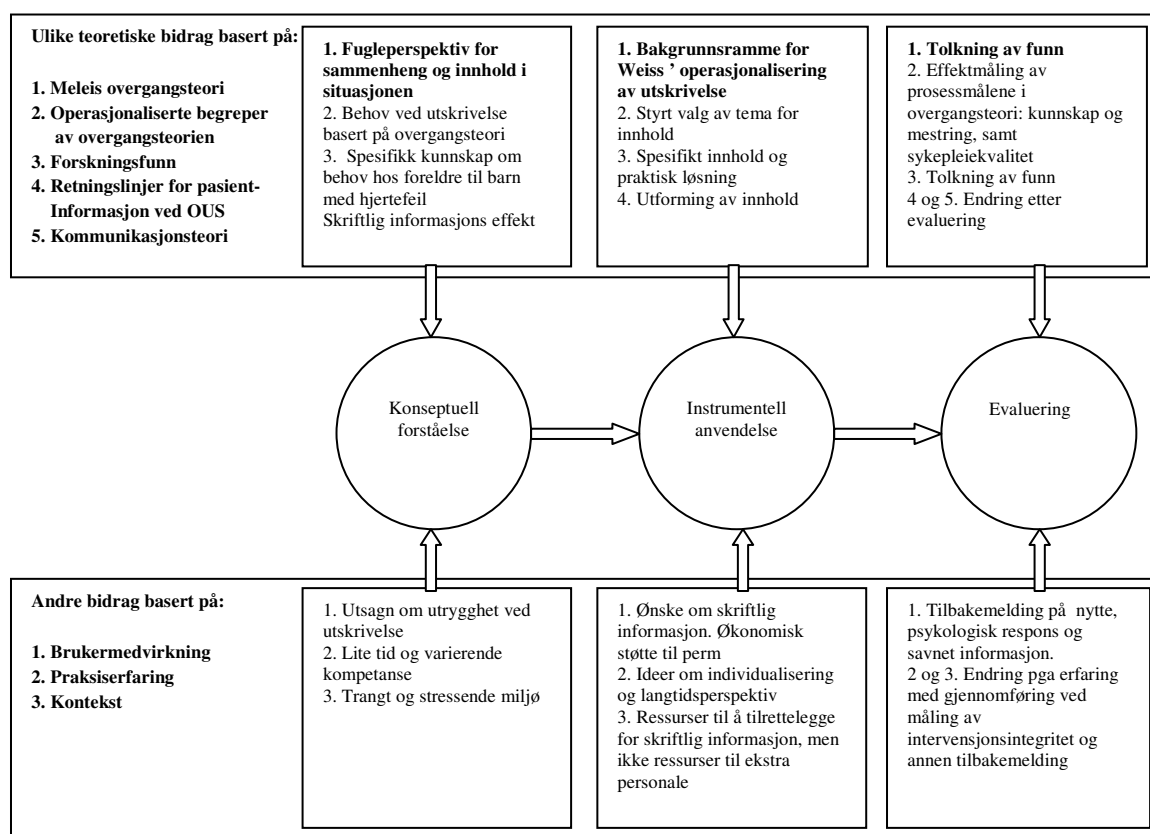 Ulike teoretiske bidrag basert på:
1. Meleis overgangsteori
2. Operasjonaliserte begreper
av overgangsteorien
3. Forskningsfunn
4. Retningslinjer for pasient-
Informasjon ved OUS
5. Kommunikasjonsteori
1. Fugleperspektiv for
sammenheng og innhold i
situasjonen
2. Behov ved utskrivelse
basert på overgangsteori
3. Spesifikk kunnskap om
behov hos foreldre til barn
med hjertefeil
Skriftlig informasjons effekt
1. Bakgrunnsramme for
Weiss ’ operasjonalisering
av utskrivelse
2. Styrt valg av tema for
innhold
3. Spesifikt innhold og
praktisk løsning
4. Utforming av innhold
1. Tolkning av funn
2. Effektmåling av
prosessmålene i
overgangsteori: kunnskap og
mestring, samt
sykepleiekvalitet
3. Tolkning av funn
4 og 5. Endring etter
evaluering
Konseptuell
forståelse
Instrumentell
anvendelse
Evaluering
Andre bidrag basert på:
1. Brukermedvirkning
2. Praksiserfaring
3. Kontekst
1. Utsagn om utrygghet ved
utskrivelse
2. Lite tid og varierende
kompetanse
3. Trangt og stressende miljø
1. Ønske om skriftlig
informasjon. Økonomisk
støtte til perm
2. Ideer om individualisering
og langtidsperspektiv
3. Ressurser til å tilrettelegge
for skriftlig informasjon, men
ikke ressurser til ekstra
personale
1. Tilbakemelding på nytte,
psykologisk respons og
savnet informasjon.
2 og 3. Endring pga erfaring
med gjennomføring ved
måling av
intervensjonsintegritet og
annen tilbakemelding